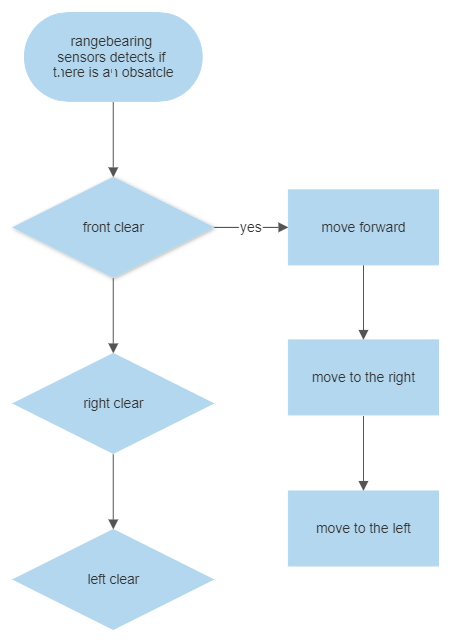 rangebearing
sensors detects if
there is an obsatcle
front clear
yes
move forward
right clear
move to the right
left clear
move to the left